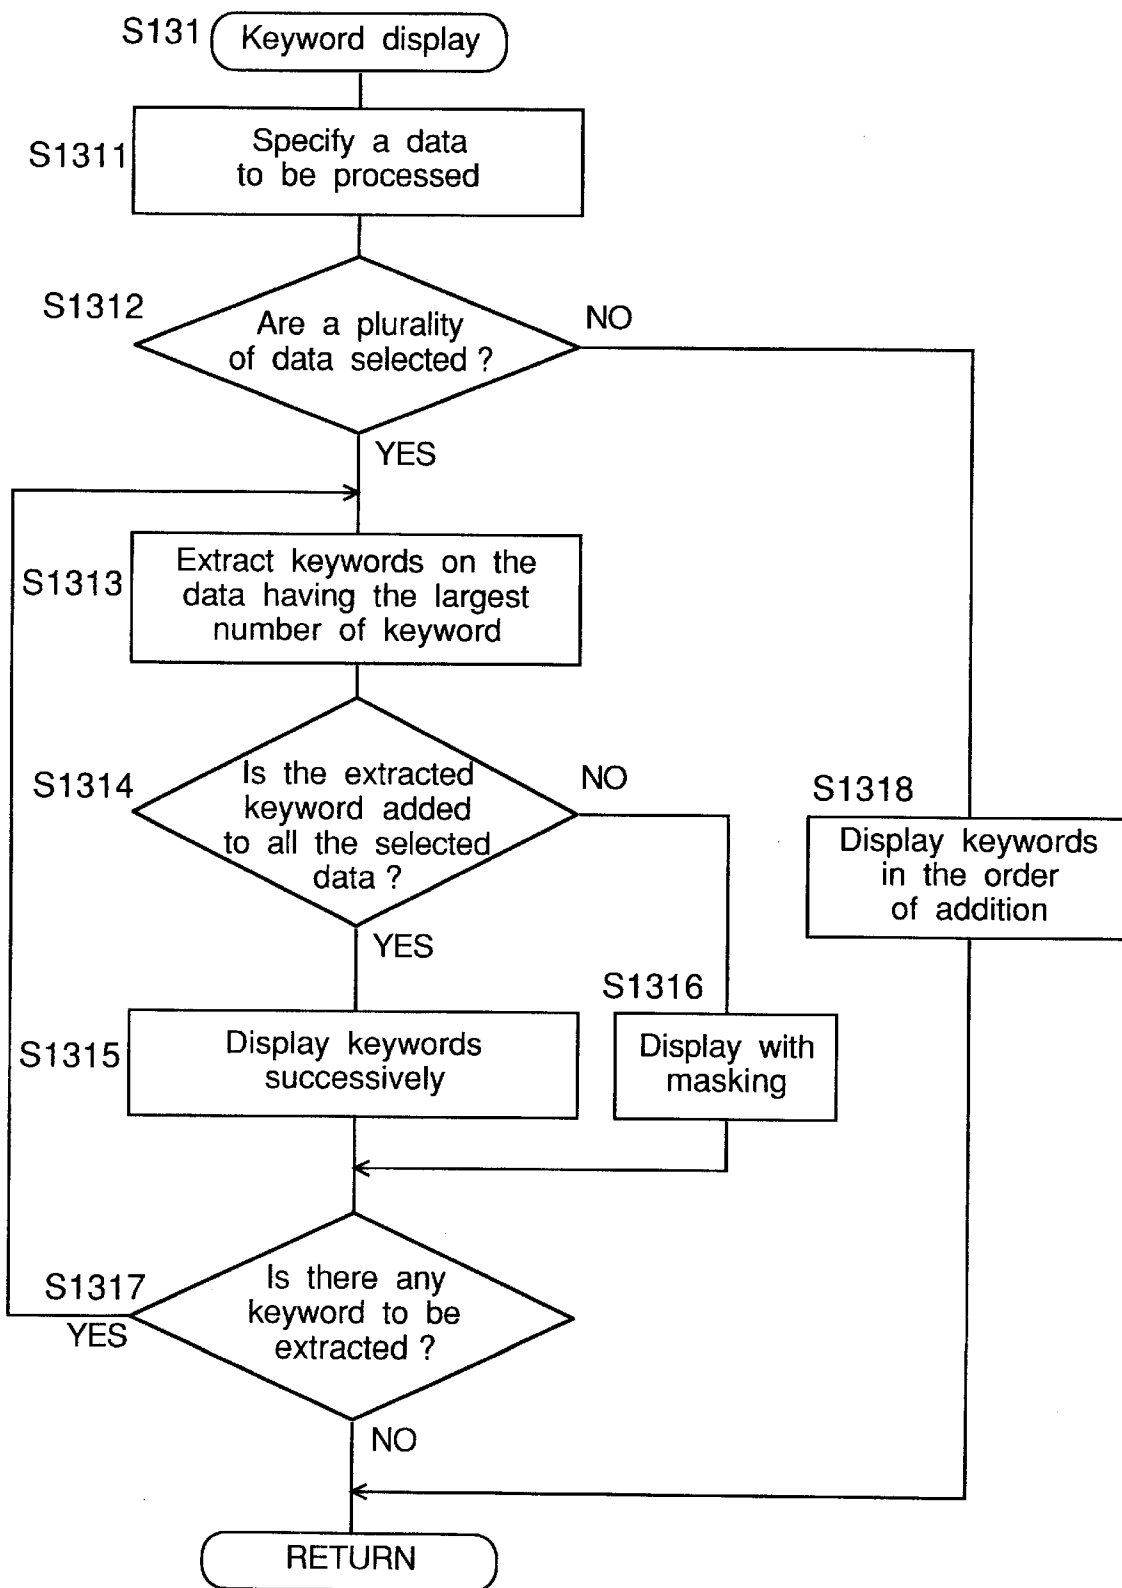 S131
Keyword display
S1311
Specify a data
to be processed
S1312
Are a plurality
of data selected ?
NO
YES
S1313
Extract keywords on the
data having the largest
number of keyword
S1314
Is the extracted
keyword added
to all the selected
data ?
NO
YES
S1318
Display keywords
in the order
of addition
S1315
Display keywords
successively
S1316
Display with
masking
S1317
Is there any
keyword to be
extracted ?
YES
NO
RETURN